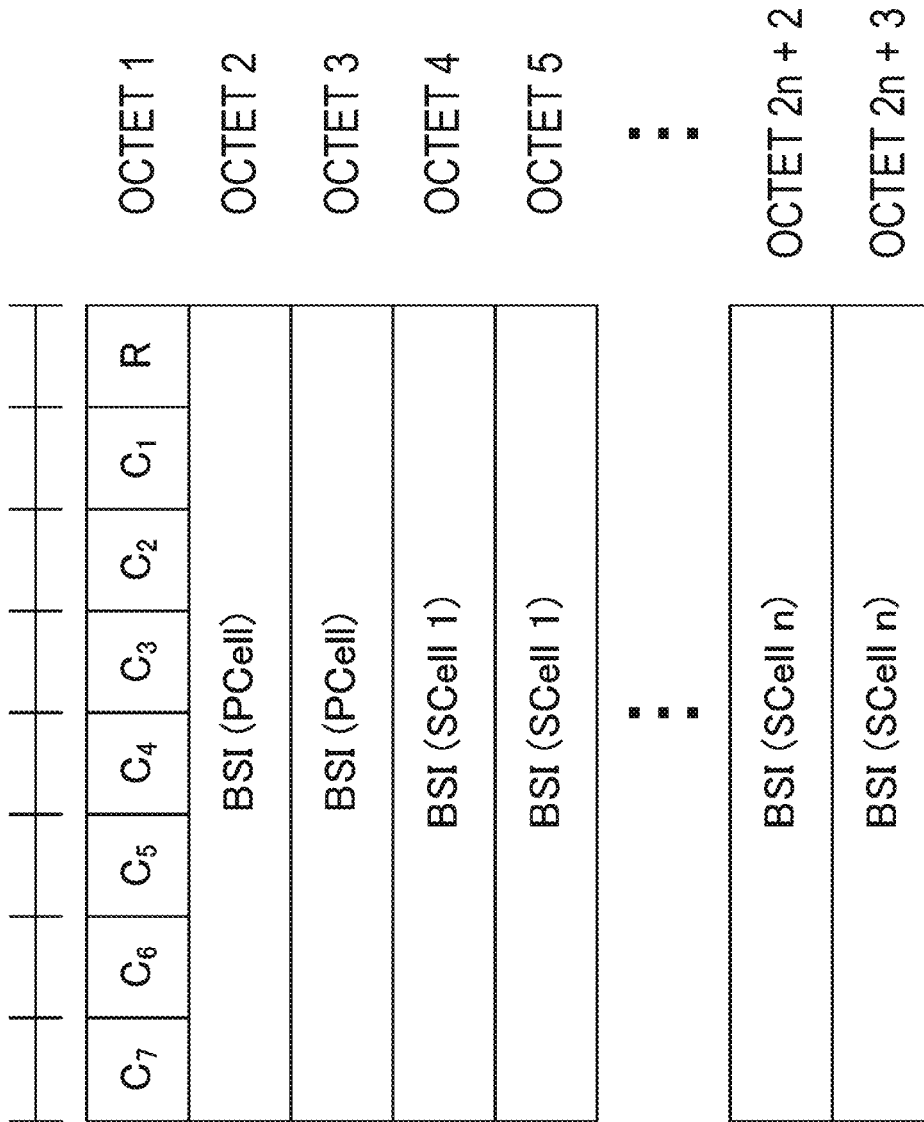 C₇ C₆ C₅ C₄ C₃ C₂ C₁ R OCTET 1
BSI (PCell) OCTET 2
BSI (PCell) OCTET 3
BSI (SCell 1) OCTET 4
BSI (SCell 1) OCTET 5
BSI (SCell n) OCTET 2n + 2
BSI (SCell n) OCTET 2n + 3